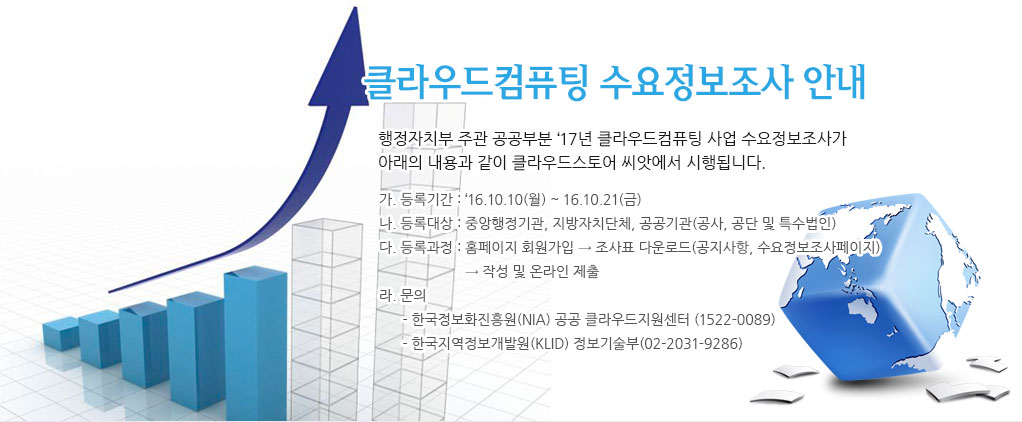 클라우드컴퓨팅 수요정보조사 안내
행정자치부 주관 공공부분 ‘17년 클라우드컴퓨팅 사업 수요정보조사가
아래의 내용과 같이 클라우드스토어 씨앗에서 시행됩니다.
가. 등록기간 : ‘16.10.10(월) ~ 16.10.21(금)
나. 등록대상 : 중앙행정기관, 지방자치단체, 공공기관(공사, 공단 및 특수법인)
다. 등록과정 : 홈페이지 회원가입 → 조사표 다운로드(공지사항, 수요정보조사페이지)
→ 작성 및 온라인 제출
라. 문의
- 한국정보화진흥원(NIA) 공공 클라우드지원센터 (1522-0089)
- 한국지역정보개발원(KLID) 정보기술부(02-2031-9286)